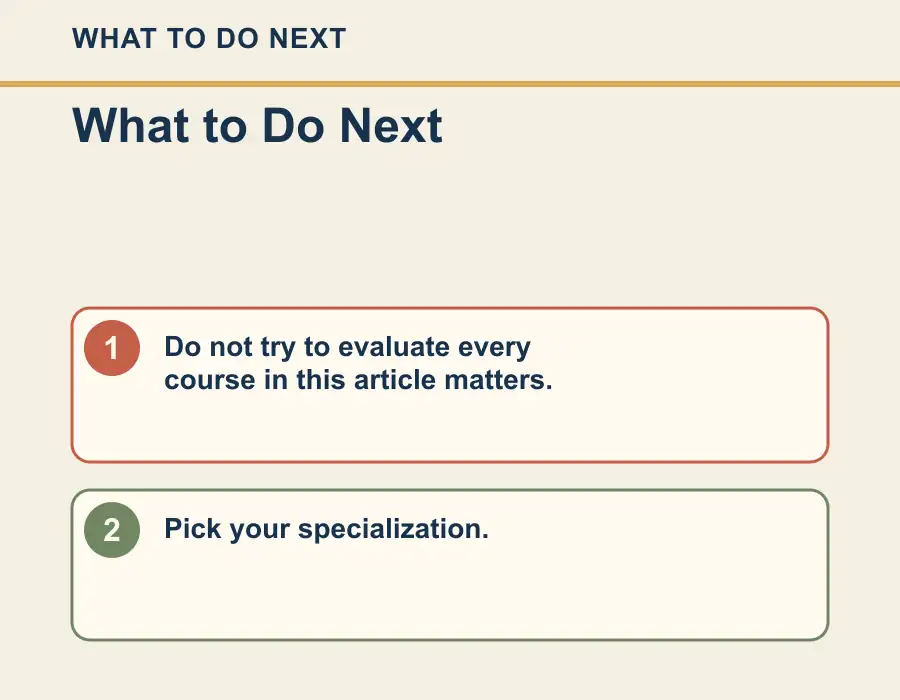 WHAT TO DO NEXT
What to Do Next
1
Do not try to evaluate every
course in this article matters.
2
Pick your specialization.